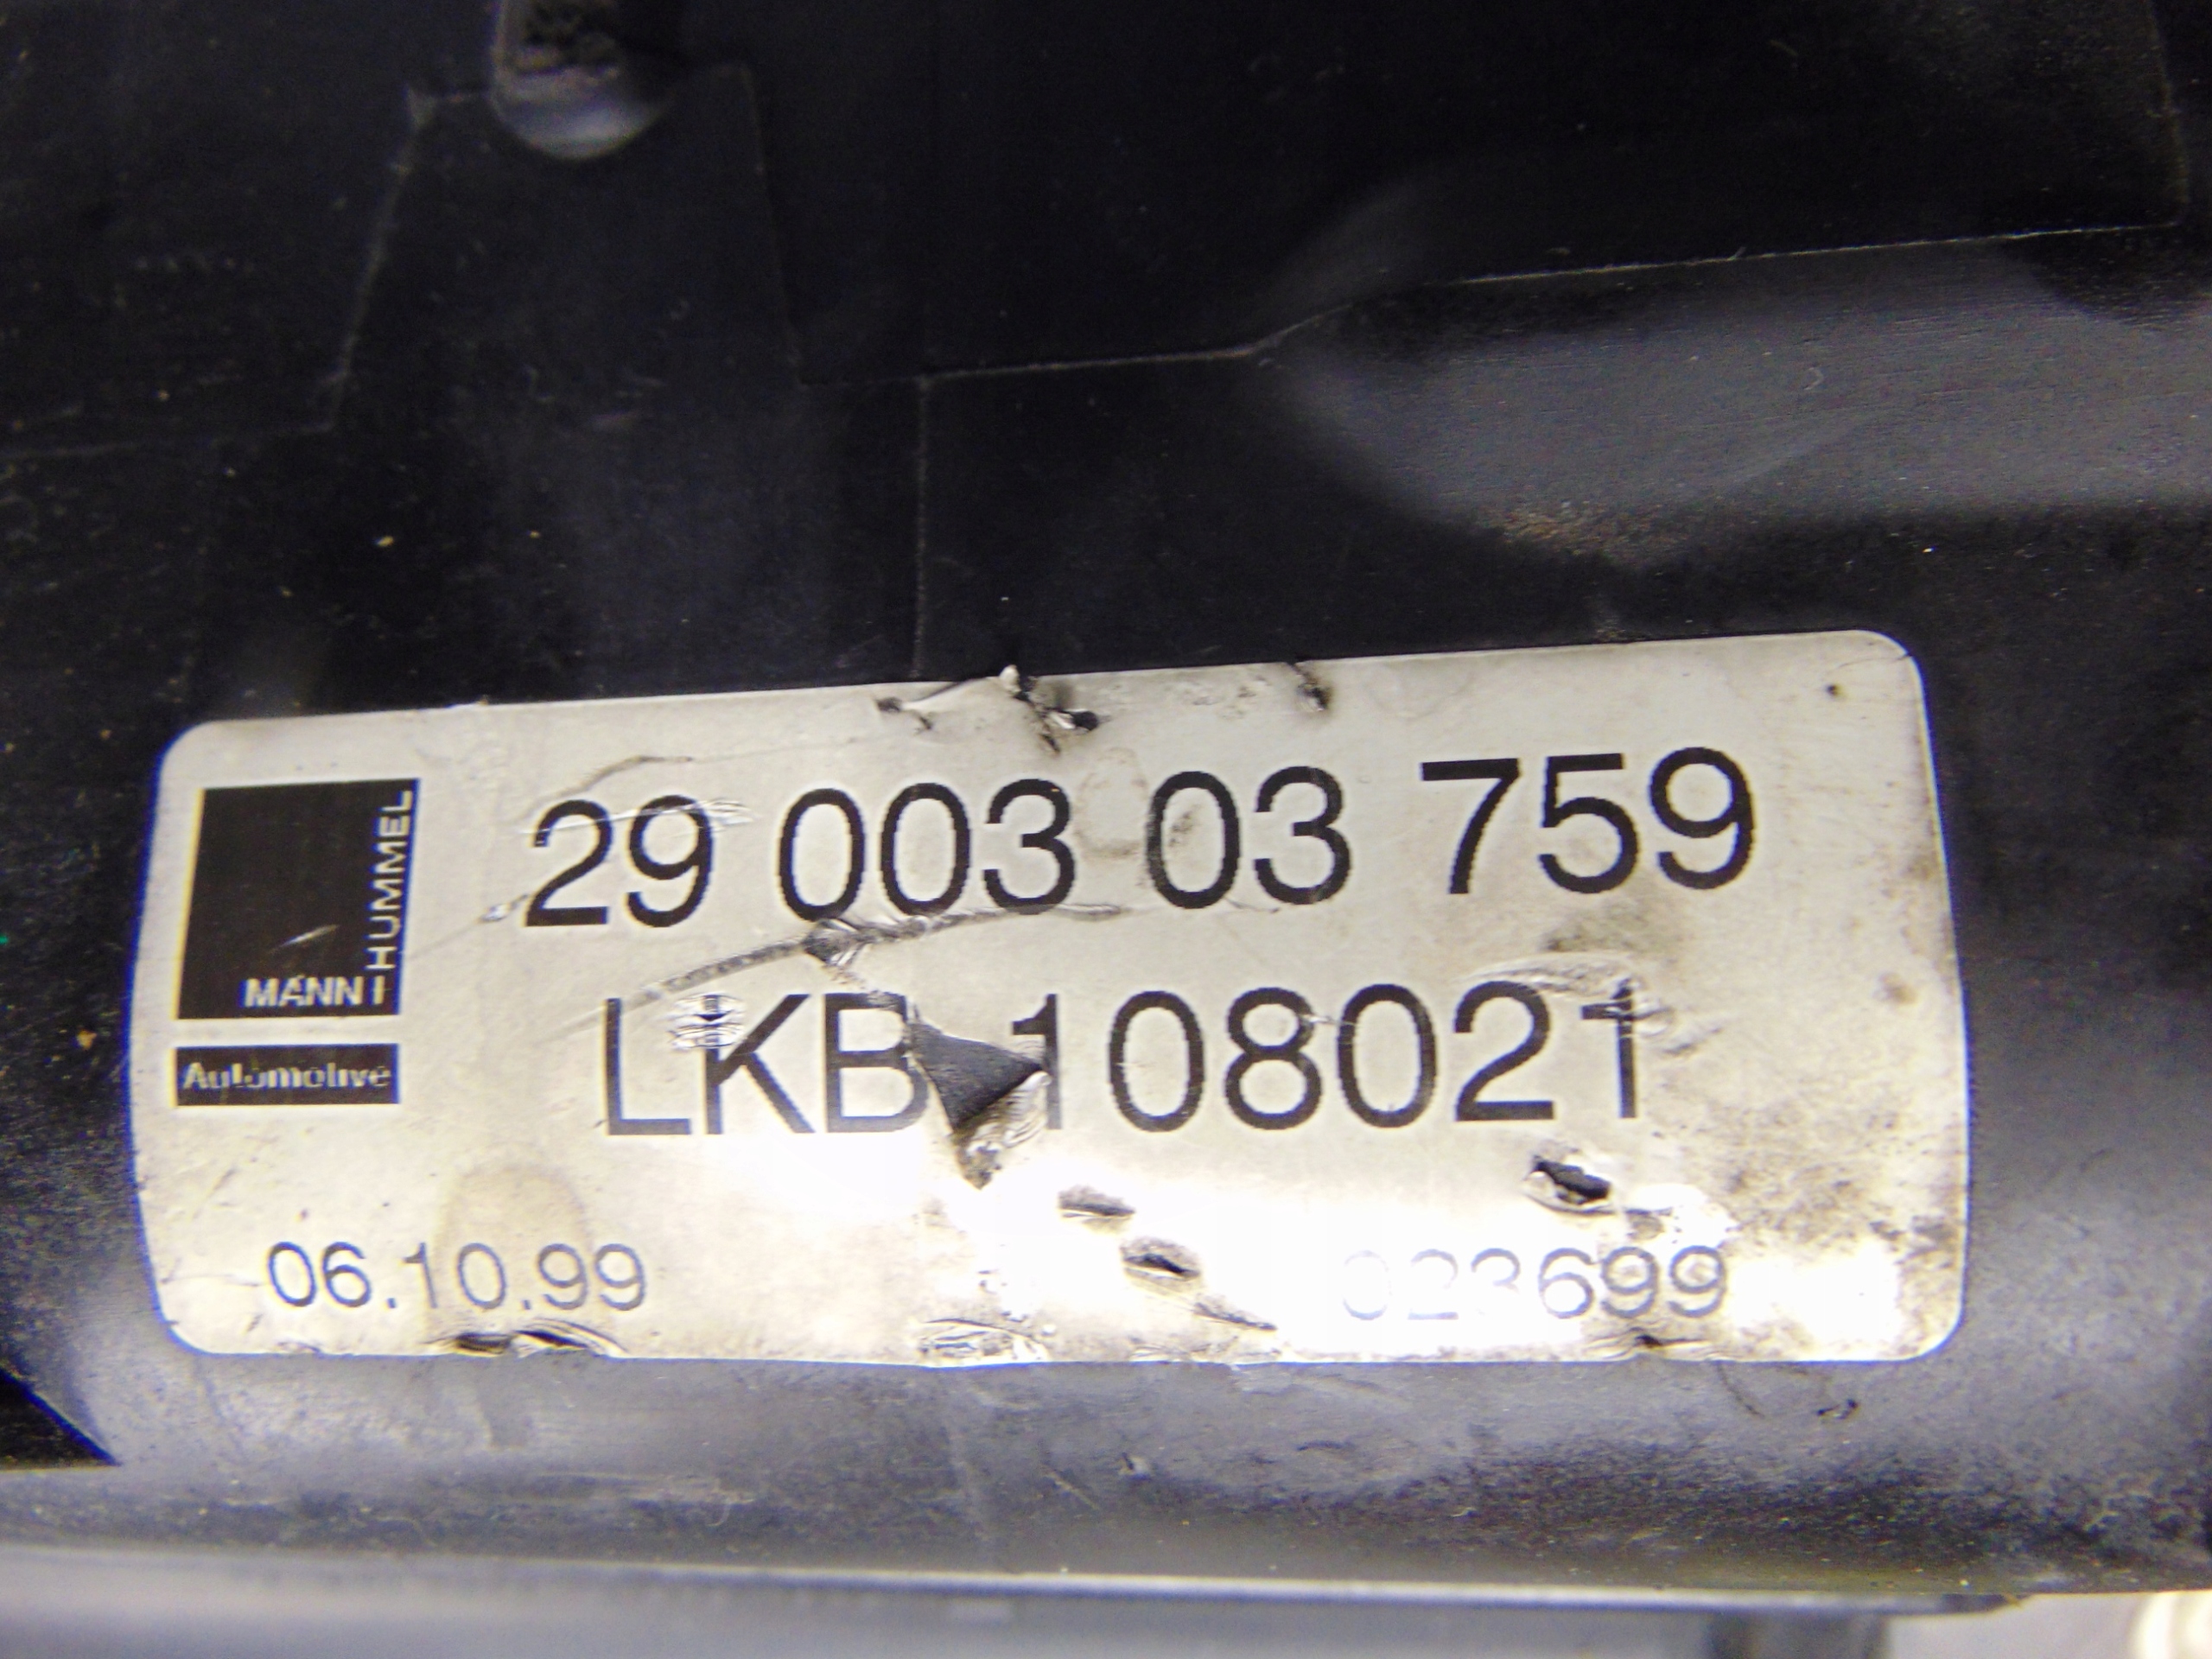 MANN
HUMMEL
Automotive
29 003 03 759
LKB 108021
06.10.99
023699